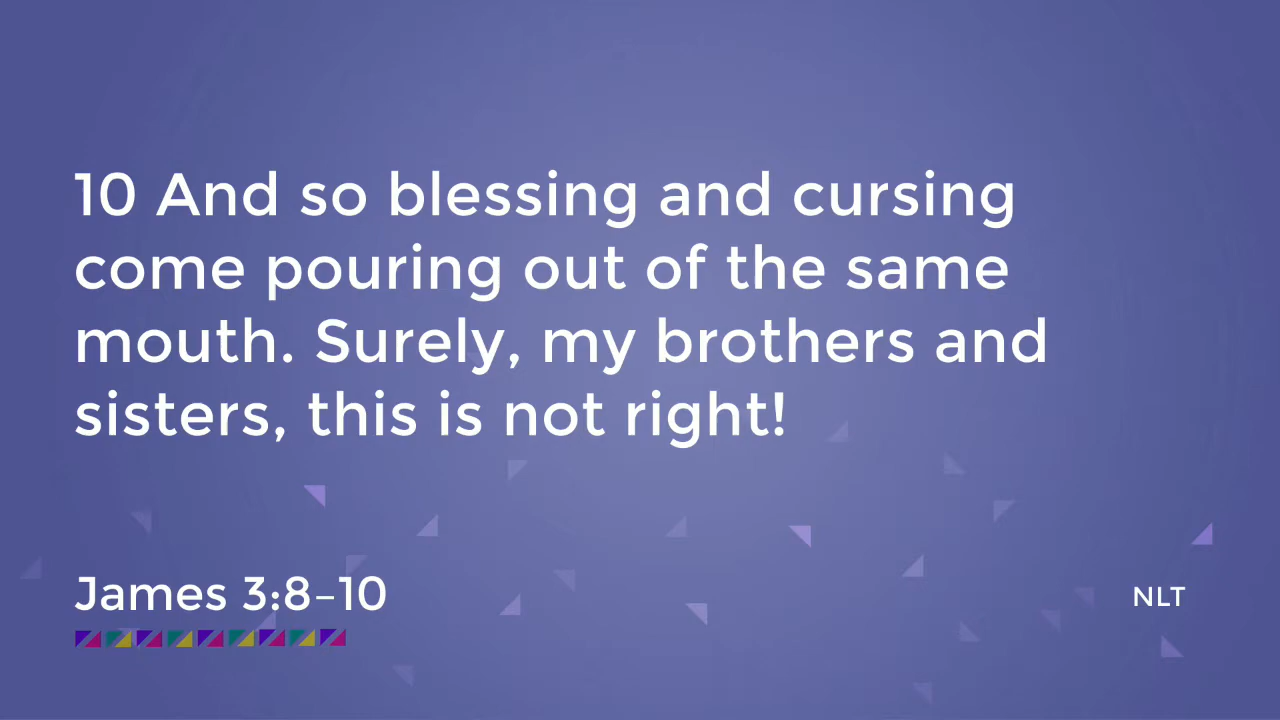 10 And so blessing and cursing
come pouring out of the same
mouth. Surely, my brothers and
sisters, this is not right!
James 3:8–10
NLT